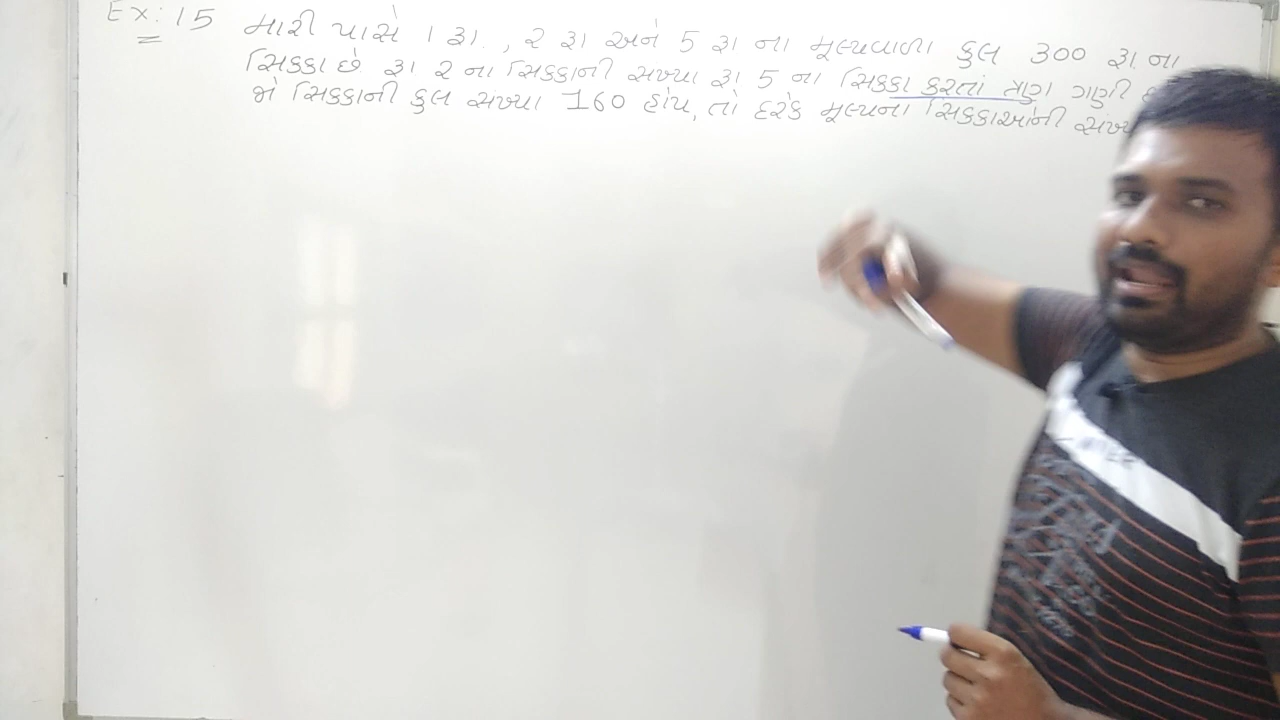 Ex: 15 મારી પાસે 1 રૂા., 2 રૂા અને 5 રૂા ના મૂલ્યવાળા કુલ 300 રૂા ના
સિક્કા છે. રૂા 2 ના સિક્કાની સંખ્યા રૂા 5 ના સિક્કા કરતાં ત્રણ ગણી
જો સિક્કાની કુલ સંખ્યા 160 હોય, તો દરેક મૂલ્યના સિક્કાઓની